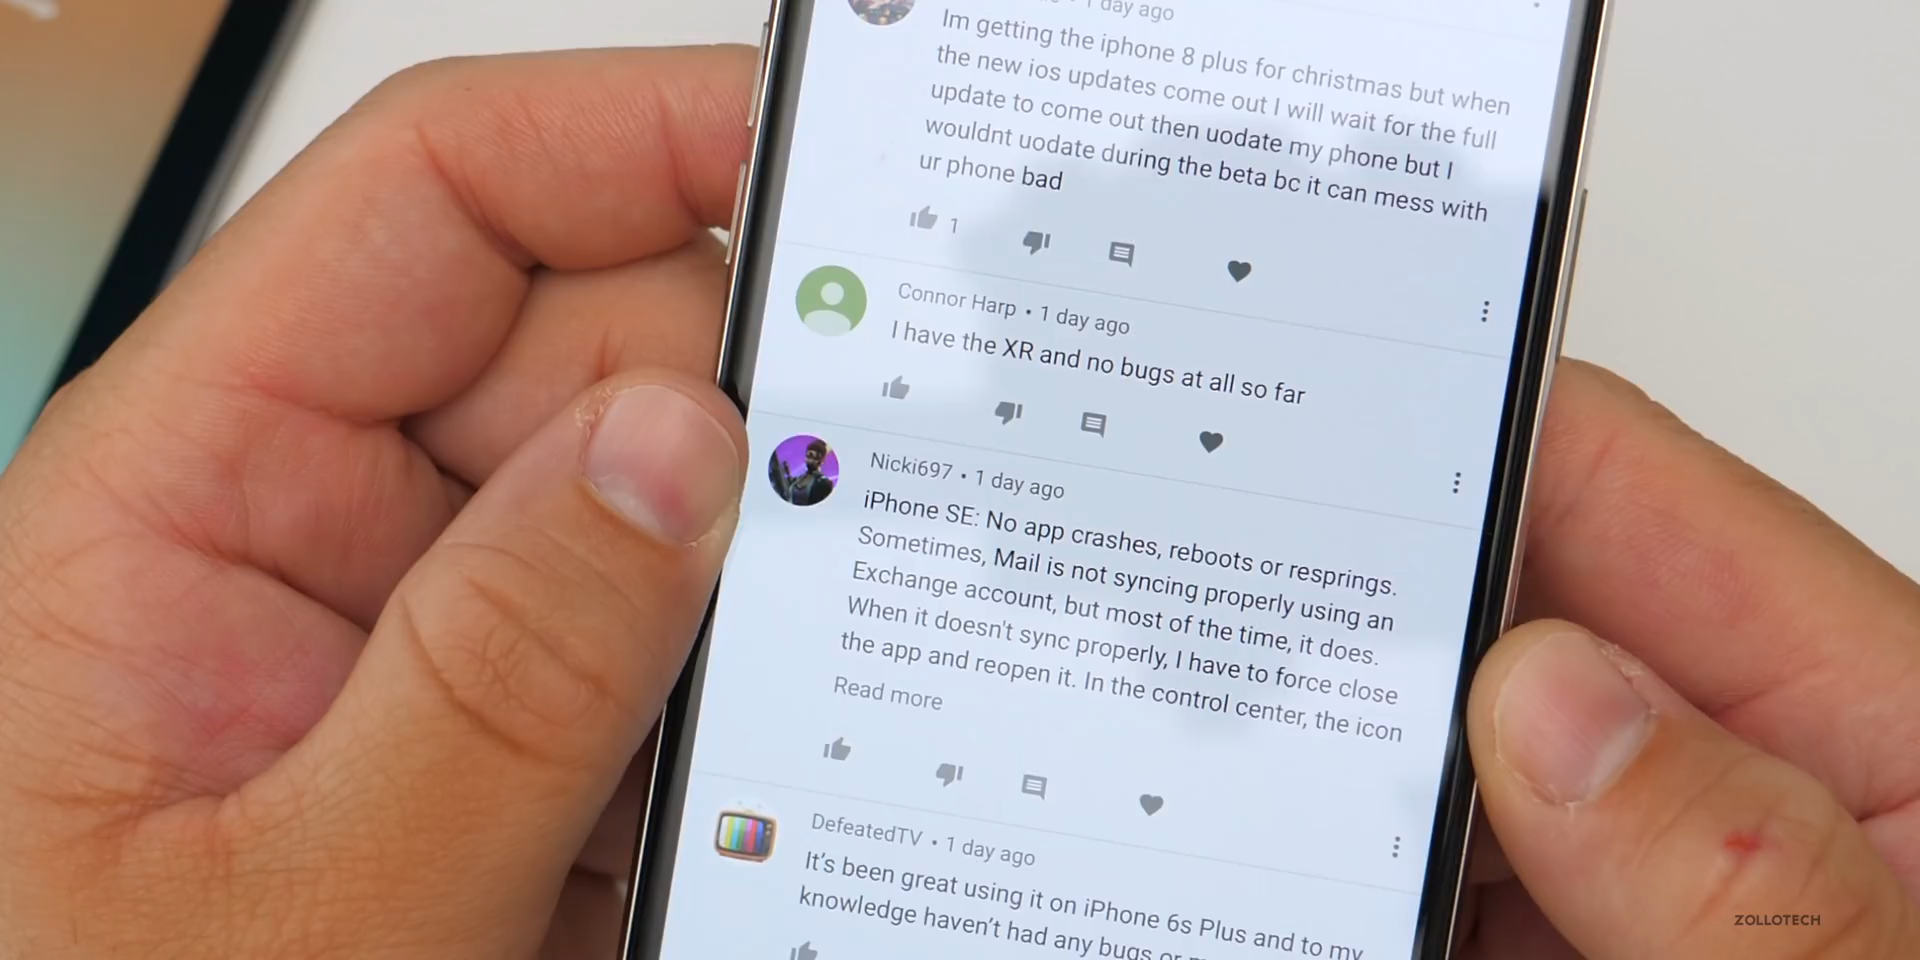 1 day ago
Im getting the iphone 8 plus for christmas but when
the new ios updates come out I will wait for the full
update to come out then uodate my phone but I
wouldnt uodate during the beta bc it can mess with
ur phone bad
1
Connor Harp • 1 day ago
I have the XR and no bugs at all so far
Nicki697 • 1 day ago
iPhone SE: No app crashes, reboots or resprings.
Sometimes, Mail is not syncing properly using an
Exchange account, but most of the time, it does.
When it doesn't sync properly, I have to force close
the app and reopen it. In the control center, the icon
Read more
DefeatedTV • 1 day ago
It's been great using it on iPhone 6s Plus and to my
knowledge haven't had any bugs or
ZOLLOTECH